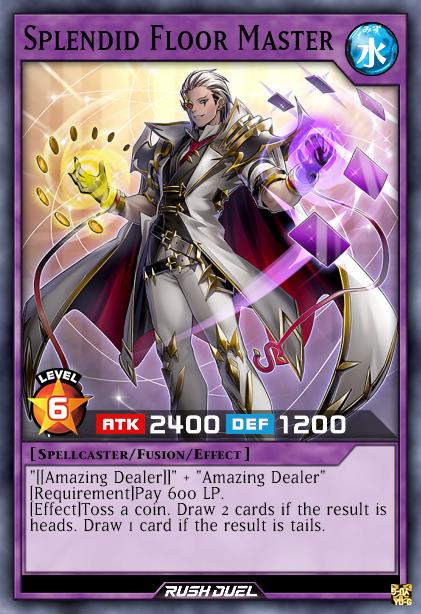 Splendid Floor Master
みず
水
LEVEL
6
ATK 2400 DEF 1200
[Spellcaster/Fusion/Effect]
"[[Amazing Dealer]]" + "Amazing Dealer"
|Requirement|Pay 600 LP.
|Effect|Toss a coin. Draw 2 cards if the result is
heads. Draw 1 card if the result is tails.
RUSH DUEL